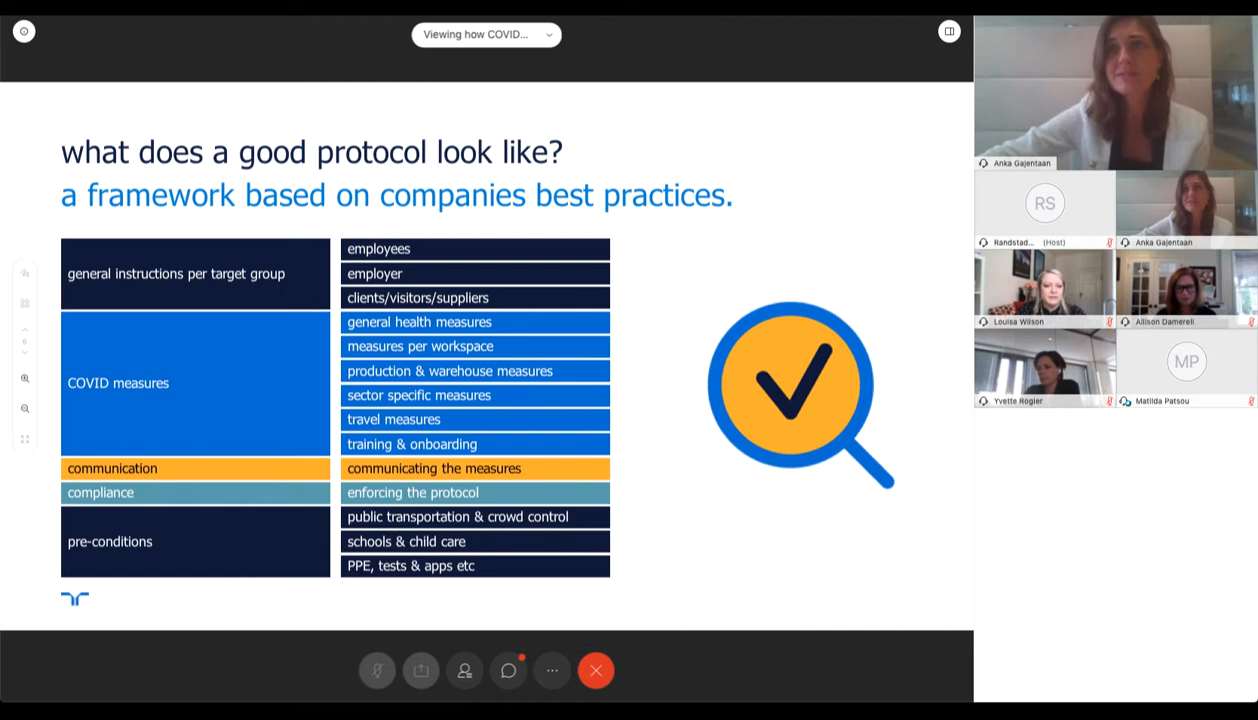 Viewing how COVID...
what does a good protocol look like?
a framework based on companies best practices.
general instructions per target group
employees
employer
clients/visitors/suppliers
COVID measures
general health measures
measures per workspace
production & warehouse measures
sector specific measures
travel measures
training & onboarding
communication
communicating the measures
compliance
enforcing the protocol
pre-conditions
public transportation & crowd control
schools & child care
PPE, tests & apps etc
6
Anka Gajentaan
RS
Randstad... (Host)
Anka Gajentaan
Louisa Wilson
Allison Damerell
Yvette Rogier
MP
Matilda Patsou